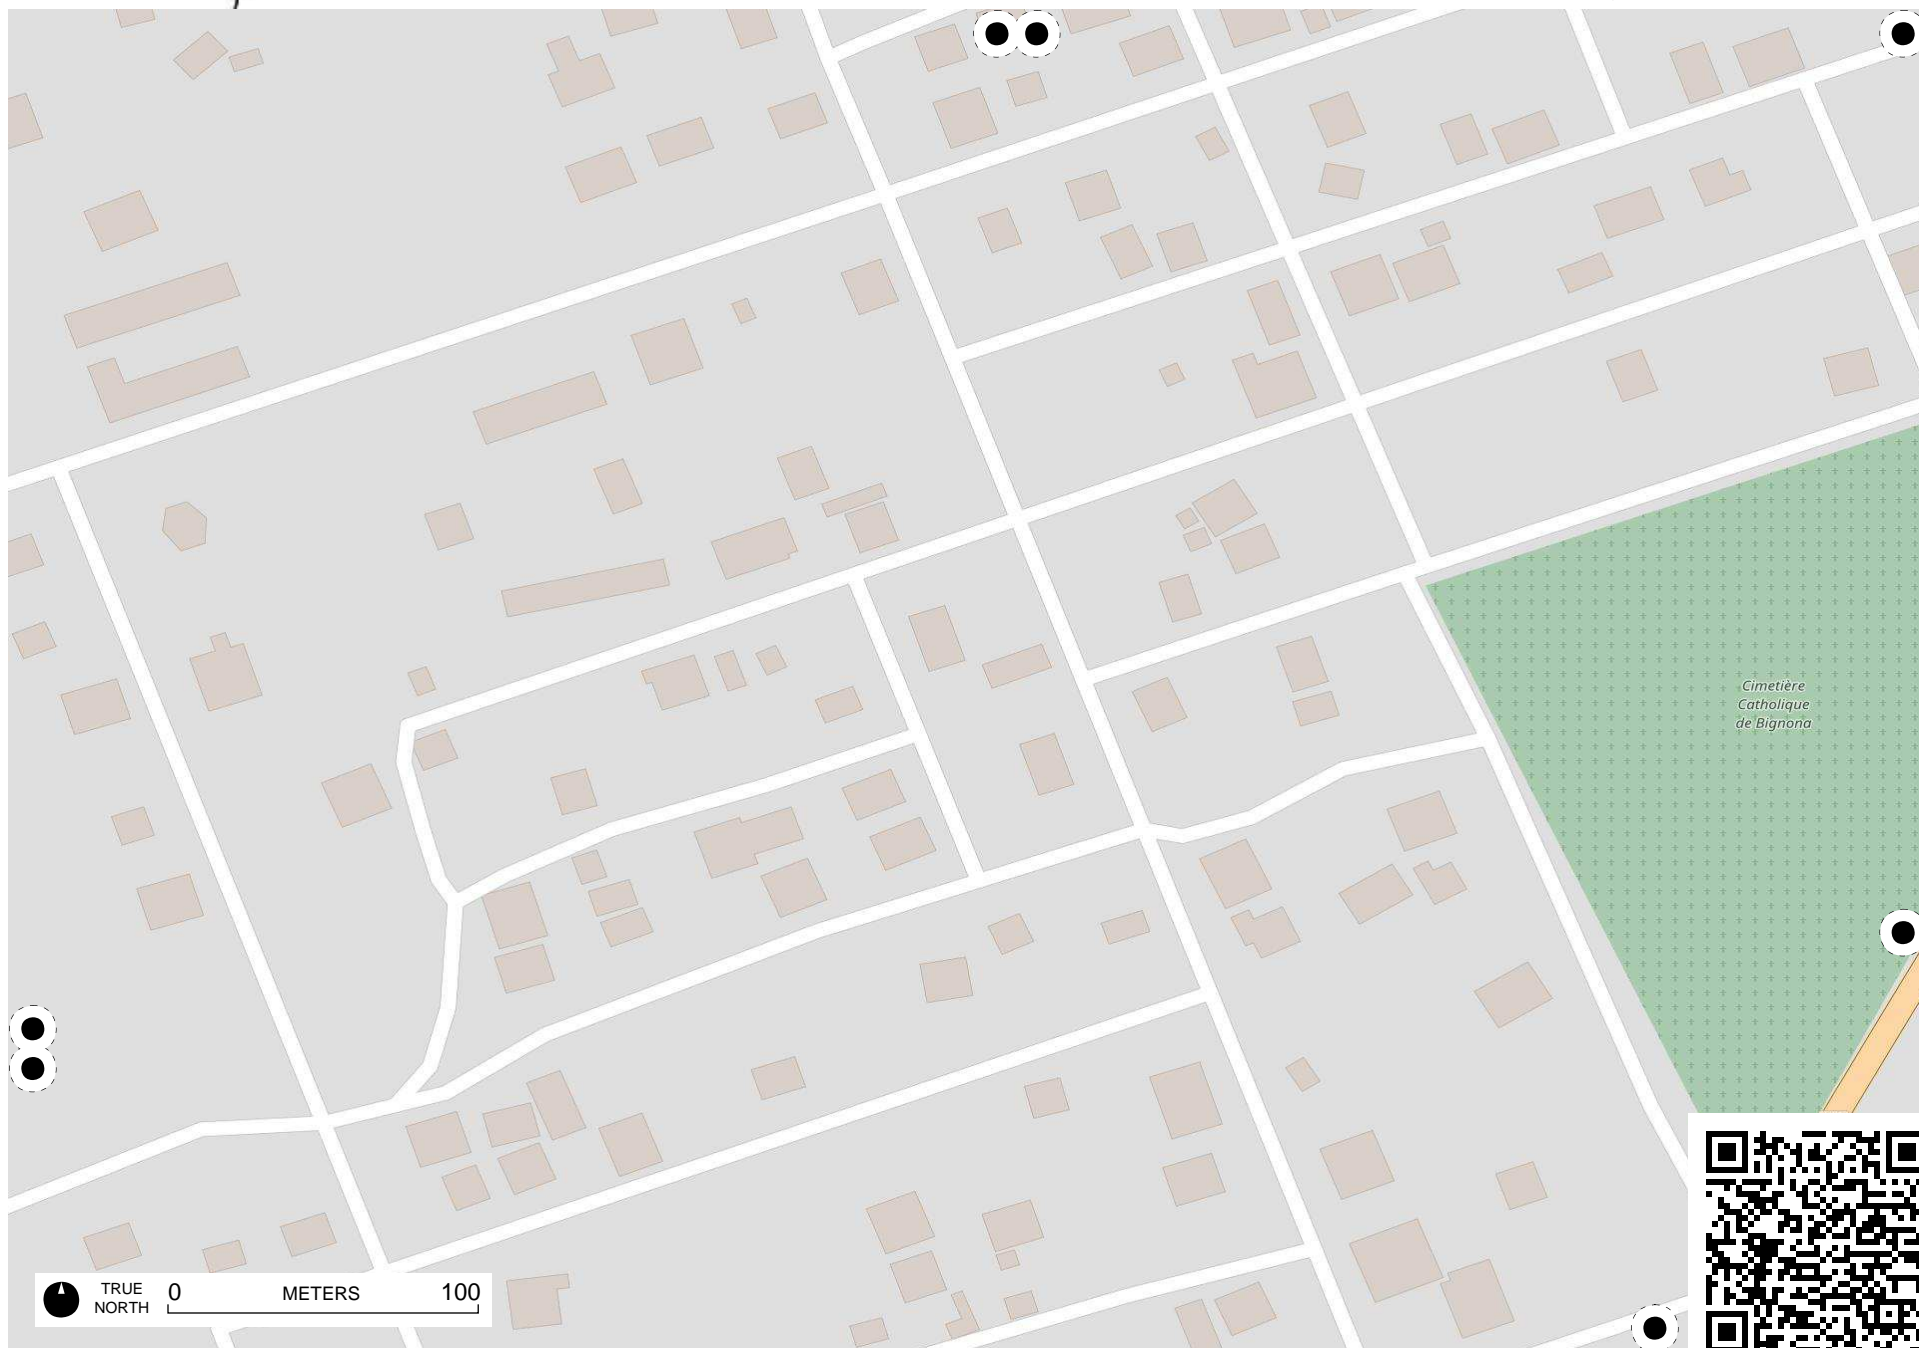 Cimetière
Catholique
de Bignona
TRUE
NORTH
0 METERS 100